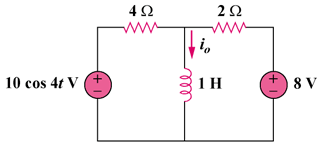 4 Ω 2 Ω
i_o
10 cos 4t V + − 1 H + − 8 V